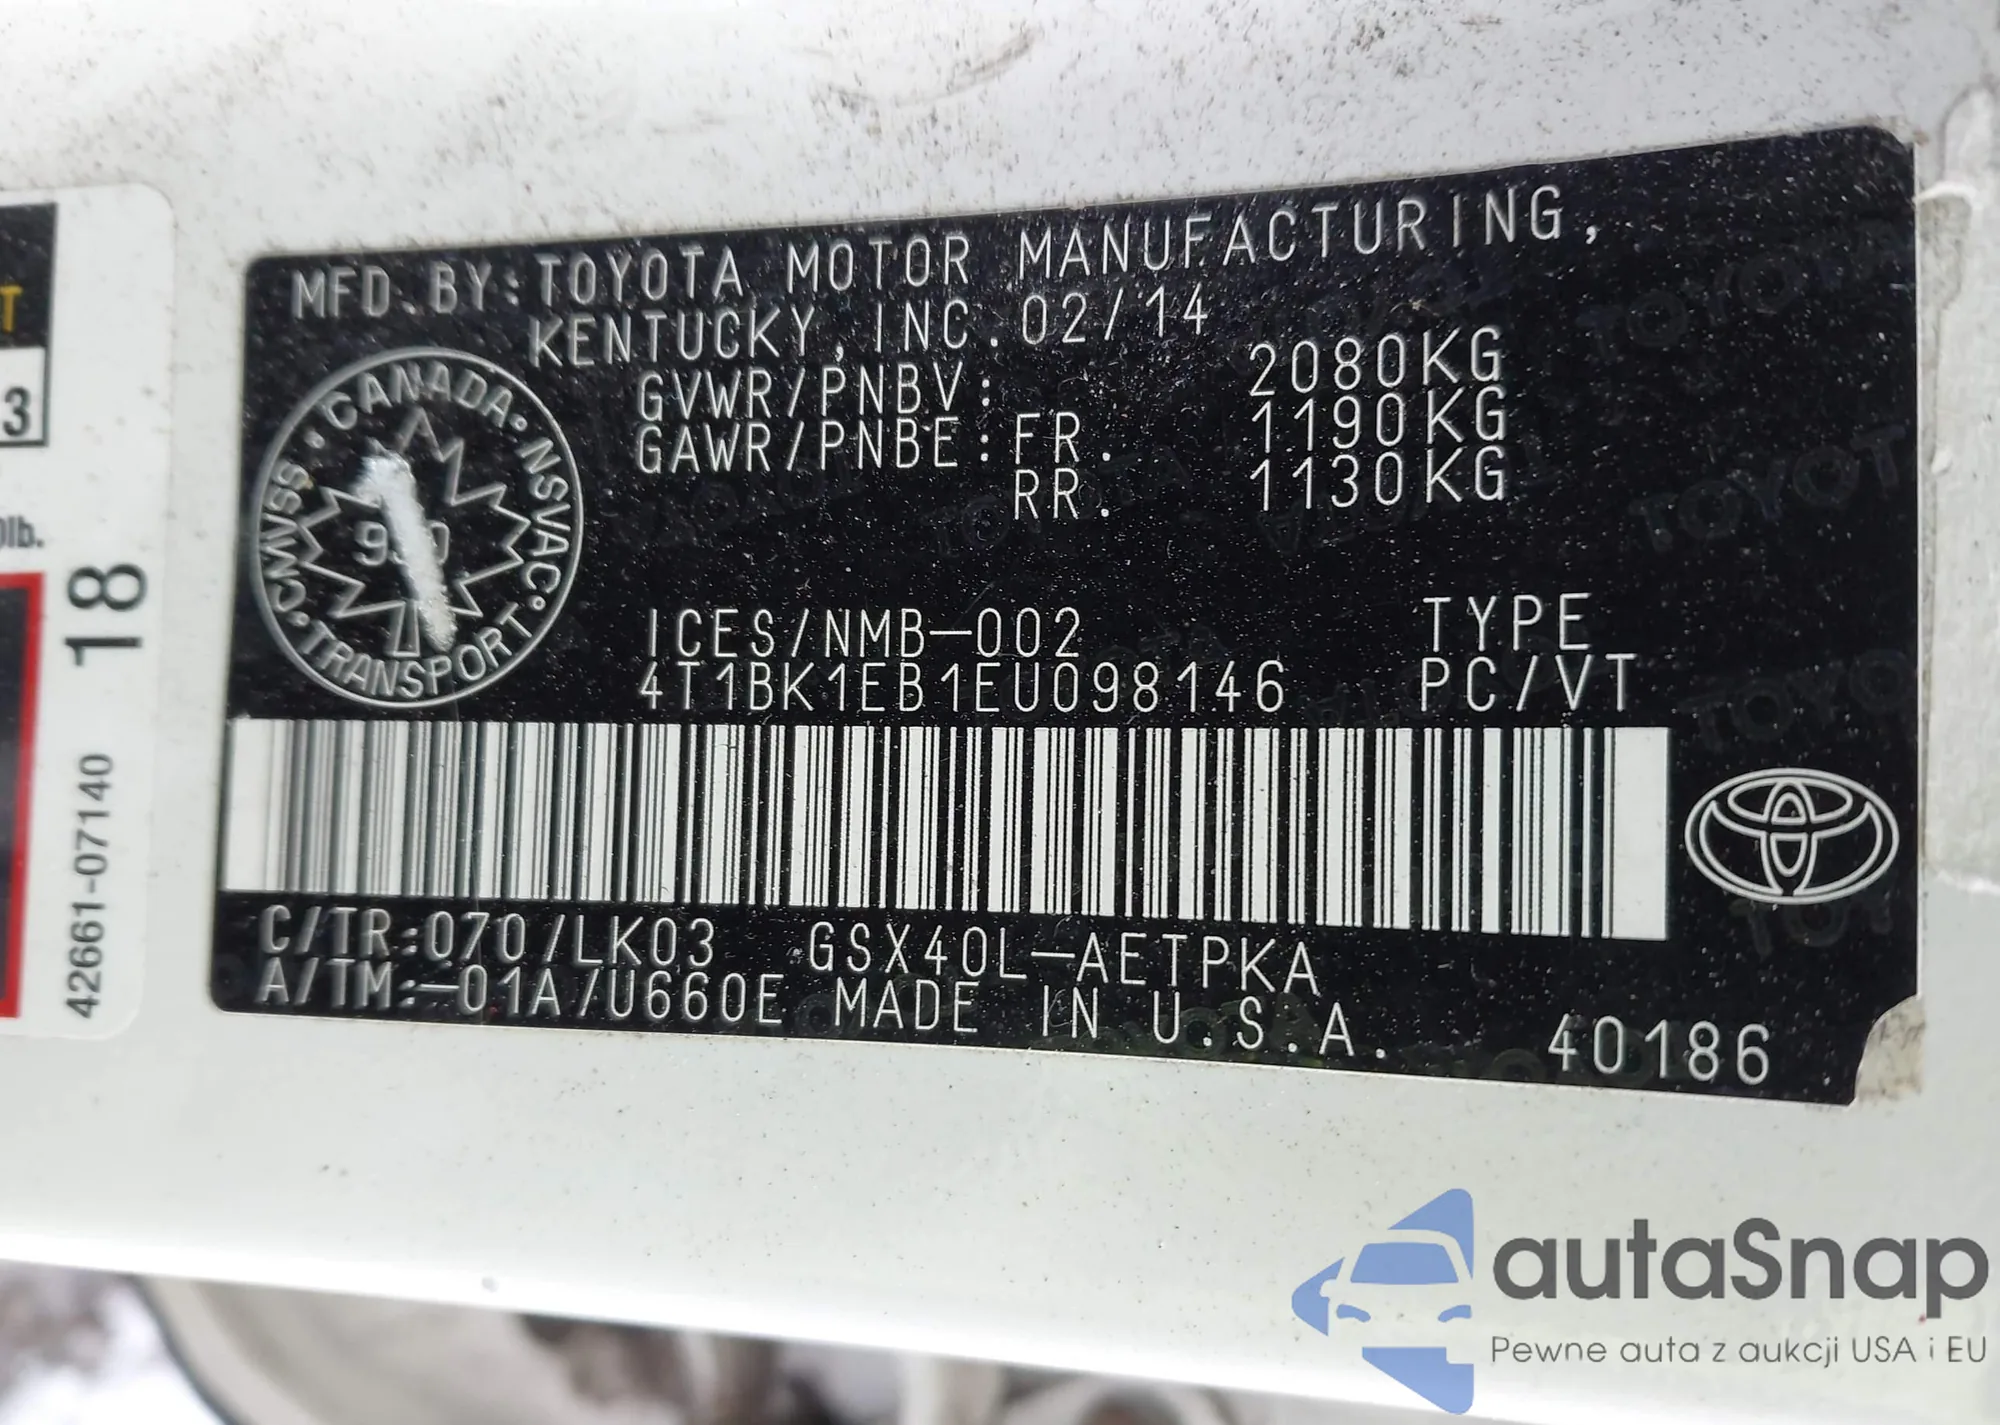 MFD.BY:TOYOTA MOTOR MANUFACTURING,
KENTUCKY, INC. 02/14
GVWR/PNBV: 2080KG
GAWR/PNBE:FR. 1190KG
RR. 1130KG
CANADA·NSVAC·TRANSPORT·CMVSS·
ICES/NMB-002 TYPE
4T1BK1EB1EU098146 PC/VT
C/TR:070/LK03 GSX40L-AETPKA
A/TM:-01A/U660E MADE IN U.S.A. 40186
T
3
0lb.
18
42661-07140
autaSnap
Pewne auta z aukcji USA i EU